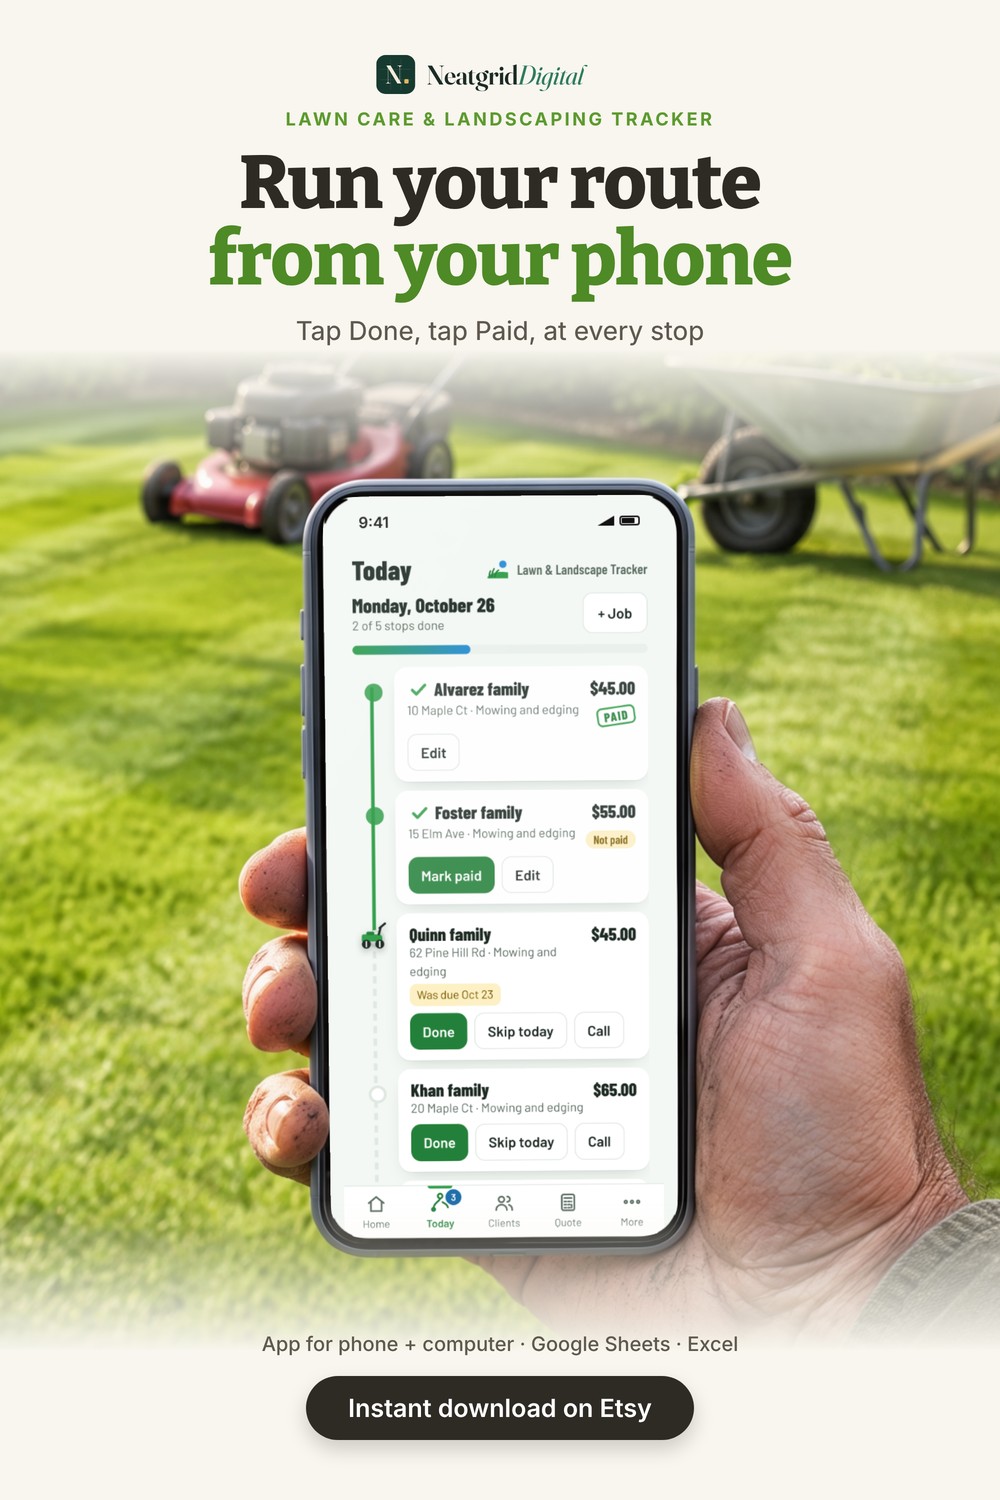 N. NeatgridDigital
LAWN CARE & LANDSCAPING TRACKER
Run your route
from your phone
Tap Done, tap Paid, at every stop
9:41
Today
Lawn & Landscape Tracker
Monday, October 26
2 of 5 stops done
+ Job
Alvarez family $45.00
10 Maple Ct · Mowing and edging
PAID
Edit
Foster family $55.00
15 Elm Ave · Mowing and edging
Not paid
Mark paid Edit
Quinn family $45.00
62 Pine Hill Rd · Mowing and
edging
Was due Oct 23
Done Skip today Call
Khan family $65.00
20 Maple Ct · Mowing and edging
Done Skip today Call
3
Home Today Clients Quote More
App for phone + computer · Google Sheets · Excel
Instant download on Etsy